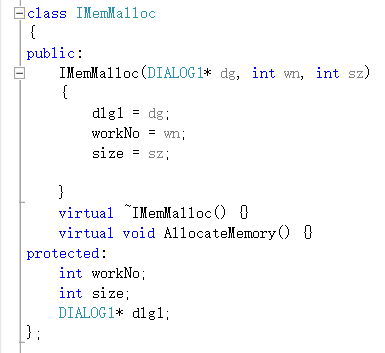 class IMemMalloc
{
public:
    IMemMalloc(DIALOG1* dg, int wn, int sz)
    {
        dlg1 = dg;
        workNo = wn;
        size = sz;

    }
    virtual ~IMemMalloc() {}
    virtual void AllocateMemory() {}
protected:
    int workNo;
    int size;
    DIALOG1* dlg1;
};